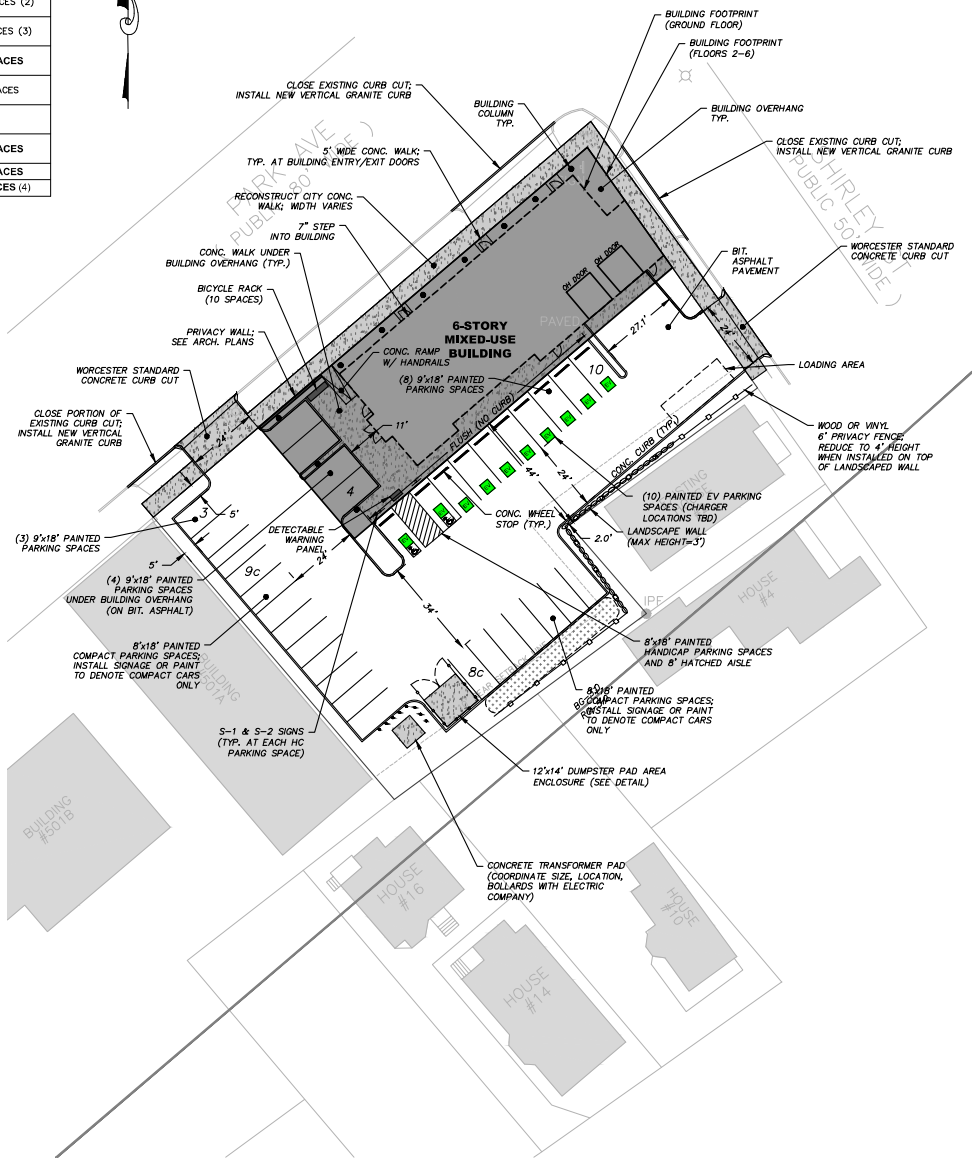 CES (2)
CES (3)
ACES
ACES
ACES
ACES
CES (4)
BUILDING FOOTPRINT
(GROUND FLOOR)
BUILDING FOOTPRINT
(FLOORS 2-6)
CLOSE EXISTING CURB CUT;
INSTALL NEW VERTICAL GRANITE CURB
BUILDING
COLUMN
TYP.
BUILDING OVERHANG
TYP.
CLOSE EXISTING CURB CUT;
INSTALL NEW VERTICAL GRANITE CURB
PARK AVE
( PUBLIC 80' WIDE )
SHIRLEY ST
PUBLIC 50' WIDE )
5' WIDE CONC. WALK;
TYP. AT BUILDING ENTRY/EXIT DOORS
RECONSTRUCT CITY CONC.
WALK; WIDTH VARIES
7" STEP
INTO BUILDING
CONC. WALK UNDER
BUILDING OVERHANG (TYP.)
BICYCLE RACK
(10 SPACES)
PRIVACY WALL;
SEE ARCH. PLANS
WORCESTER STANDARD
CONCRETE CURB CUT
CLOSE PORTION OF
EXISTING CURB CUT;
INSTALL NEW VERTICAL
GRANITE CURB
OH DOOR
OH DOOR
BIT.
ASPHALT
PAVEMENT
WORCESTER STANDARD
CONCRETE CURB CUT
PAVED
6-STORY
MIXED-USE
BUILDING
27.1'
24'
CONC. RAMP
W/ HANDRAILS
(8) 9'x18' PAINTED
PARKING SPACES
10
LOADING AREA
WOOD OR VINYL
6' PRIVACY FENCE;
REDUCE TO 4' HEIGHT
WHEN INSTALLED ON TOP
OF LANDSCAPED WALL
FLUSH (NO CURB)
CONC. CURB (TYP.)
24'
11'
4
44'
24'
(10) PAINTED EV PARKING
SPACES (CHARGER
LOCATIONS TBD)
CONC. WHEEL
STOP (TYP.)
LANDSCAPE WALL
(MAX HEIGHT=3')
2.0'
3
5'
(3) 9'x18' PAINTED
PARKING SPACES
DETECTABLE
WARNING
PANEL
24'
5'
9c
(4) 9'x18' PAINTED
PARKING SPACES
UNDER BUILDING OVERHANG
(ON BIT. ASPHALT)
34'
IPF
HOUSE
#4
8'x18' PAINTED
COMPACT PARKING SPACES;
INSTALL SIGNAGE OR PAINT
TO DENOTE COMPACT CARS
ONLY
8'x18' PAINTED
HANDICAP PARKING SPACES
AND 8' HATCHED AISLE
8c
8'x18' PAINTED
COMPACT PARKING SPACES;
INSTALL SIGNAGE OR PAINT
TO DENOTE COMPACT CARS
ONLY
S-1 & S-2 SIGNS
(TYP. AT EACH HC
PARKING SPACE)
12'x14' DUMPSTER PAD AREA
ENCLOSURE (SEE DETAIL)
BUILDING
#501B
CONCRETE TRANSFORMER PAD
(COORDINATE SIZE, LOCATION,
BOLLARDS WITH ELECTRIC
COMPANY)
HOUSE
#16
HOUSE
#10
HOUSE
#14